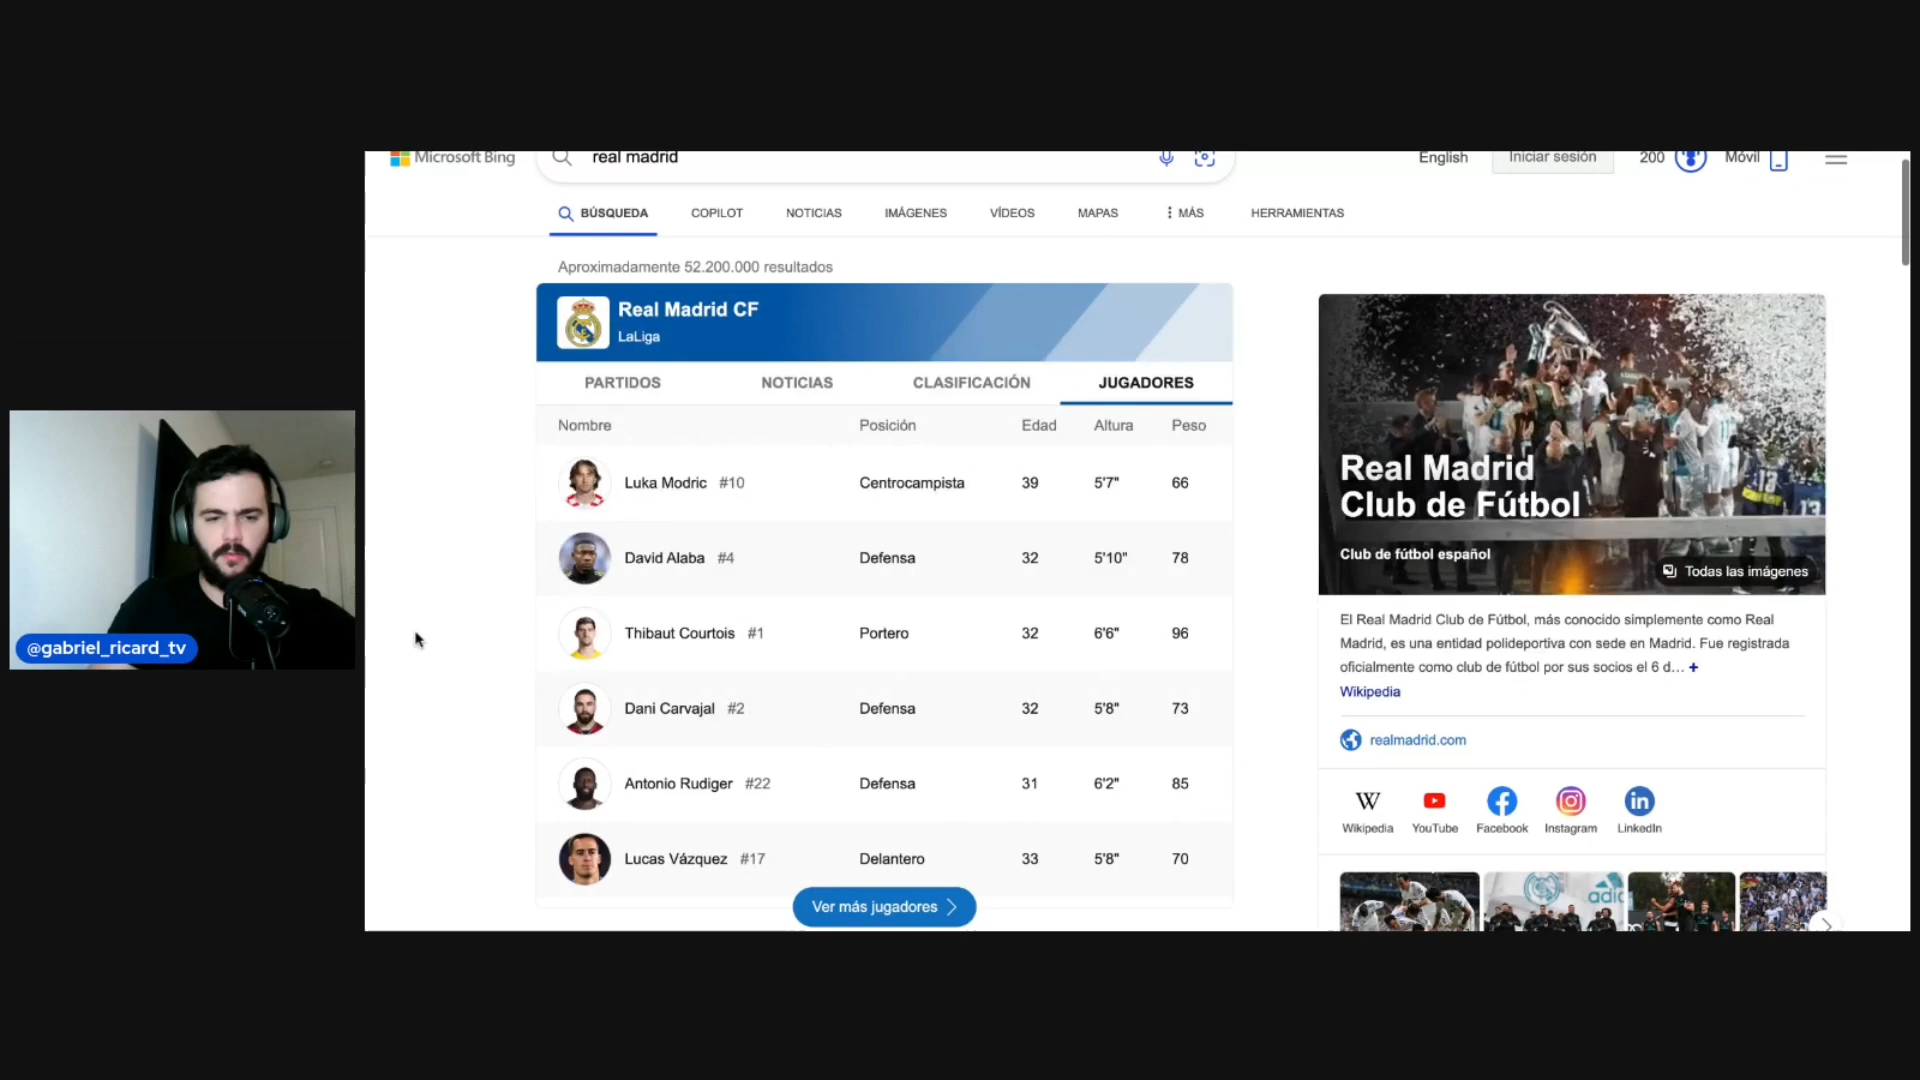 Microsoft Bing
real madrid
English
Iniciar sesión
200
Móvil
BÚSQUEDA
COPILOT
NOTICIAS
IMÁGENES
VÍDEOS
MAPAS
MÁS
HERRAMIENTAS
Aproximadamente 52.200.000 resultados
Real Madrid CF
LaLiga
PARTIDOS
NOTICIAS
CLASIFICACIÓN
JUGADORES
Nombre Posición Edad Altura Peso
Luka Modric #10 Centrocampista 39 5'7" 66
David Alaba #4 Defensa 32 5'10" 78
Thibaut Courtois #1 Portero 32 6'6" 96
Dani Carvajal #2 Defensa 32 5'8" 73
Antonio Rudiger #22 Defensa 31 6'2" 85
Lucas Vázquez #17 Delantero 33 5'8" 70
Ver más jugadores
Real Madrid
Club de Fútbol
Club de fútbol español
Todas las imágenes
El Real Madrid Club de Fútbol, más conocido simplemente como Real
Madrid, es una entidad polideportiva con sede en Madrid. Fue registrada
oficialmente como club de fútbol por sus socios el 6 d... +
Wikipedia
realmadrid.com
W
Wikipedia
YouTube
Facebook
Instagram
in
LinkedIn
@gabriel_ricard_tv